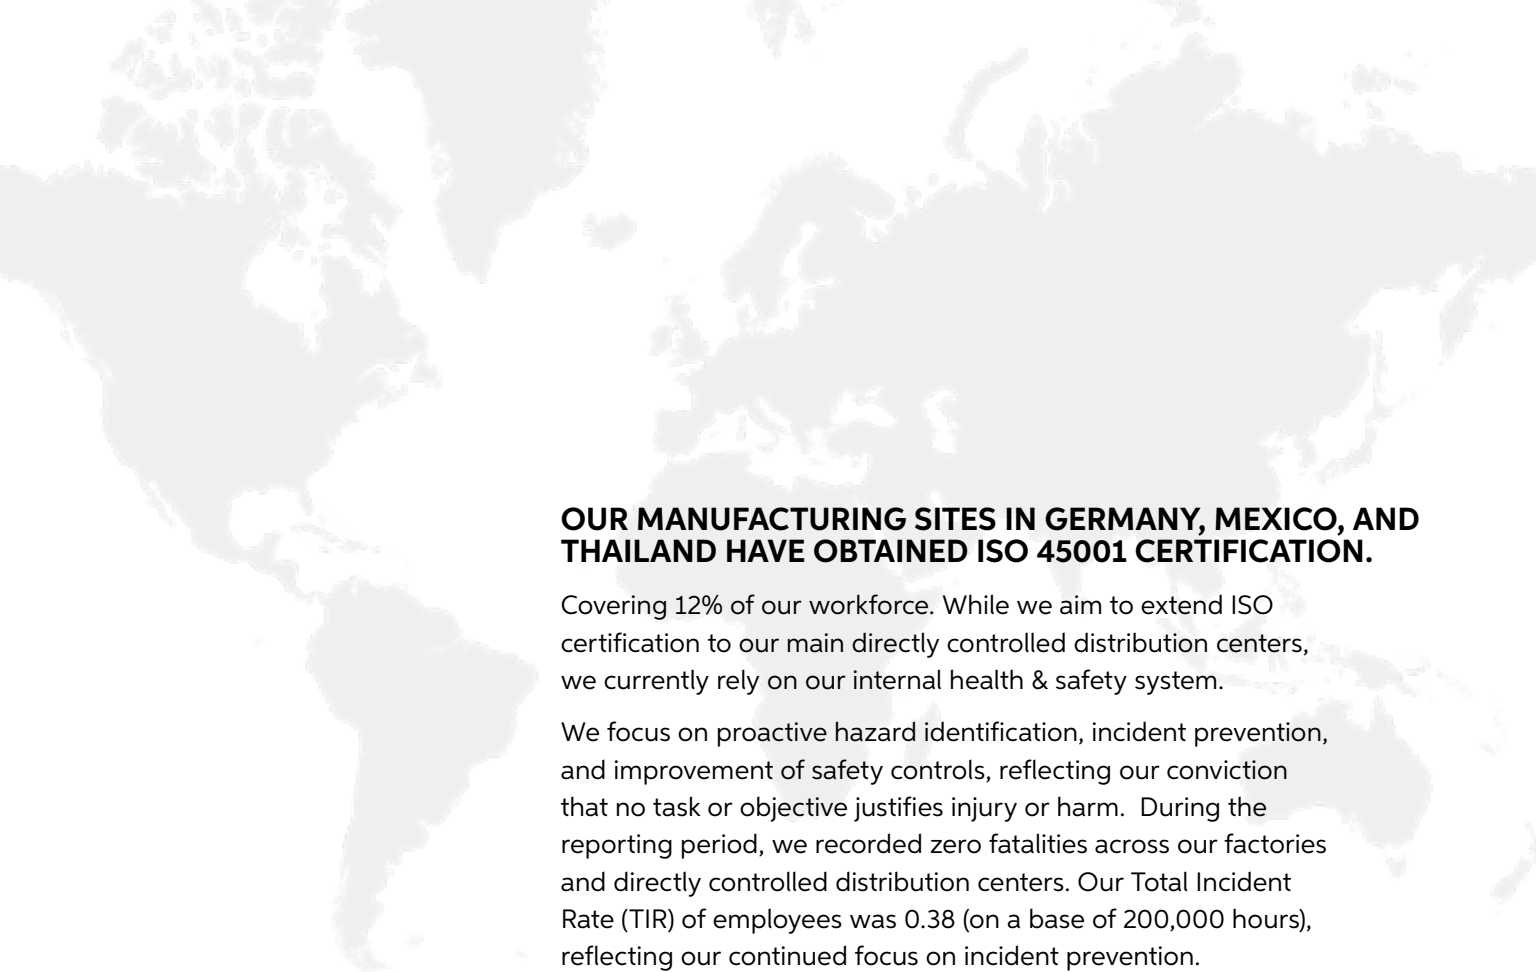 OUR MANUFACTURING SITES IN GERMANY, MEXICO, AND
THAILAND HAVE OBTAINED ISO 45001 CERTIFICATION.
Covering 12% of our workforce. While we aim to extend ISO
certification to our main directly controlled distribution centers,
we currently rely on our internal health & safety system.
We focus on proactive hazard identification, incident prevention,
and improvement of safety controls, reflecting our conviction
that no task or objective justifies injury or harm.  During the
reporting period, we recorded zero fatalities across our factories
and directly controlled distribution centers. Our Total Incident
Rate (TIR) of employees was 0.38 (on a base of 200,000 hours),
reflecting our continued focus on incident prevention.